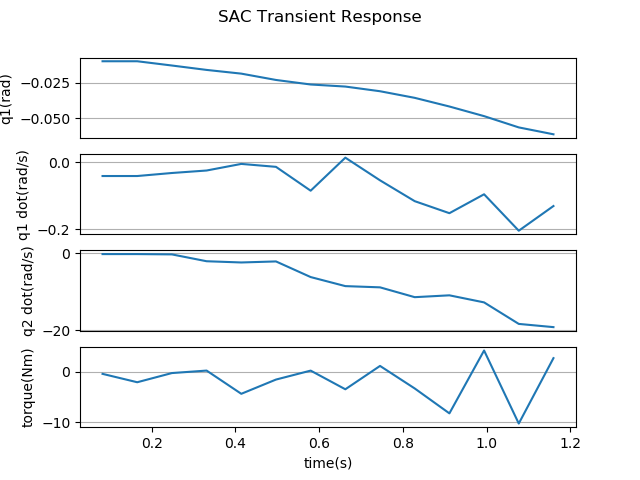 SAC Transient Response
q1(rad)
−0.025
−0.050
q1 dot(rad/s)
0.0
−0.2
q2 dot(rad/s)
0
−20
torque(Nm)
0
−10
0.2 0.4 0.6 0.8 1.0 1.2
time(s)